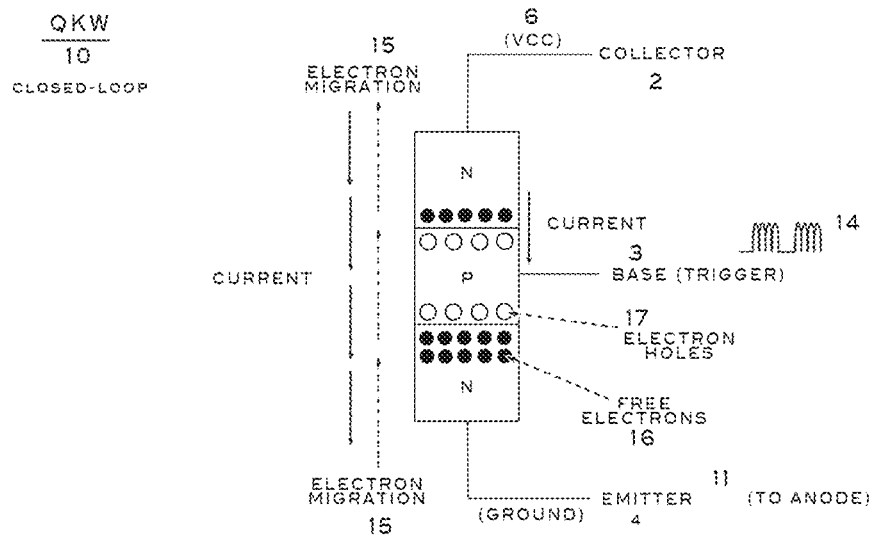 QKW
10
CLOSED-LOOP
15
ELECTRON
MIGRATION
6
(VCC)
COLLECTOR
2
N
CURRENT
14
3
BASE (TRIGGER)
P
CURRENT
17
ELECTRON
HOLES
N
FREE
ELECTRONS
16
ELECTRON
MIGRATION
15
11
(GROUND)
EMITTER
(TO ANODE)
4